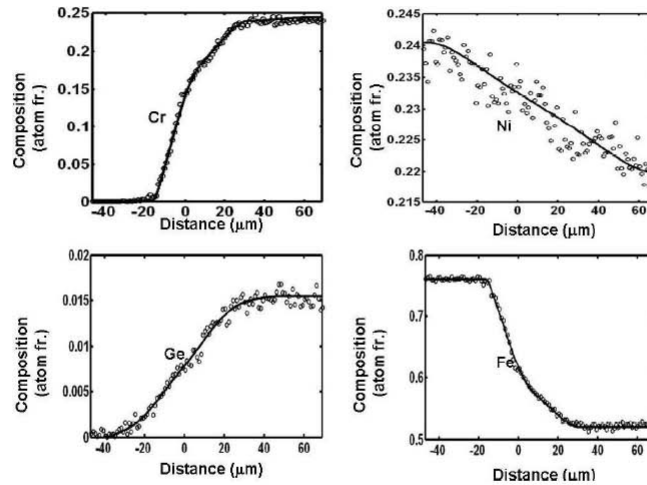 0.25
0.2
0.15
0.1
0.05
0
Composition
(atom fr.)
Cr
-40 -20 0 20 40 60
Distance (μm)
0.245
0.24
0.235
0.23
0.225
0.22
0.215
Composition
(atom fr.)
Ni
-40 -20 0 20 40 60
Distance (μm)
0.02
0.015
0.01
0.005
0
Composition
(atom fr.)
Ge
-40 -20 0 20 40 60
Distance (μm)
0.8
0.7
0.6
0.5
Composition
(atom fr.)
Fe
-40 -20 0 20 40 60
Distance (μm)